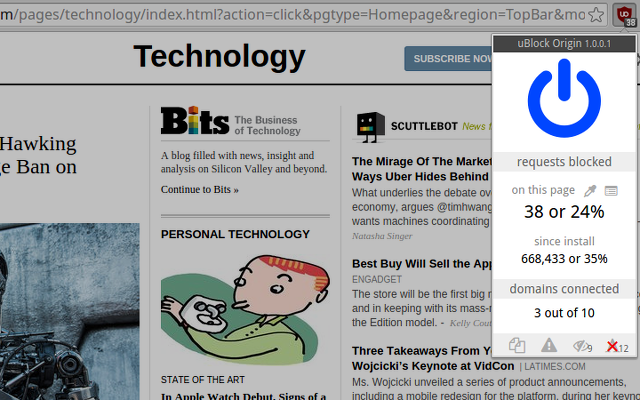 m/pages/technology/index.html?action=click&pgtype=Homepage&region=TopBar&mo
38
uBlock Origin 1.0.0.1
Technology
SUBSCRIBE NOW
requests blocked
on this page
38 or 24%
since install
668,433 or 35%
domains connected
3 out of 10
9
12
Hawking
ge Ban on
Bits The Business
of Technology
A blog filled with news, insight and
analysis on Silicon Valley and beyond.
Continue to Bits »
PERSONAL TECHNOLOGY
STATE OF THE ART
In Apple Watch Debut, Signs of a
SCUTTLEBOT News f
The Mirage Of The Market
Ways Uber Hides Behind
What underlies the debate ov
economy, argues @timhwang
wants machines coordinating
Natasha Singer
Best Buy Will Sell the App
ENGADGET
The store will be the first big r
and in keeping with its mass-r
the Edition model. - Kelly Cout
Three Takeaways From Y
Wojcicki's Keynote at VidCon | LATIMES.COM
Ms. Wojcicki unveiled a series of product announcements,
including a mobile redesign for the platform, during her keyno